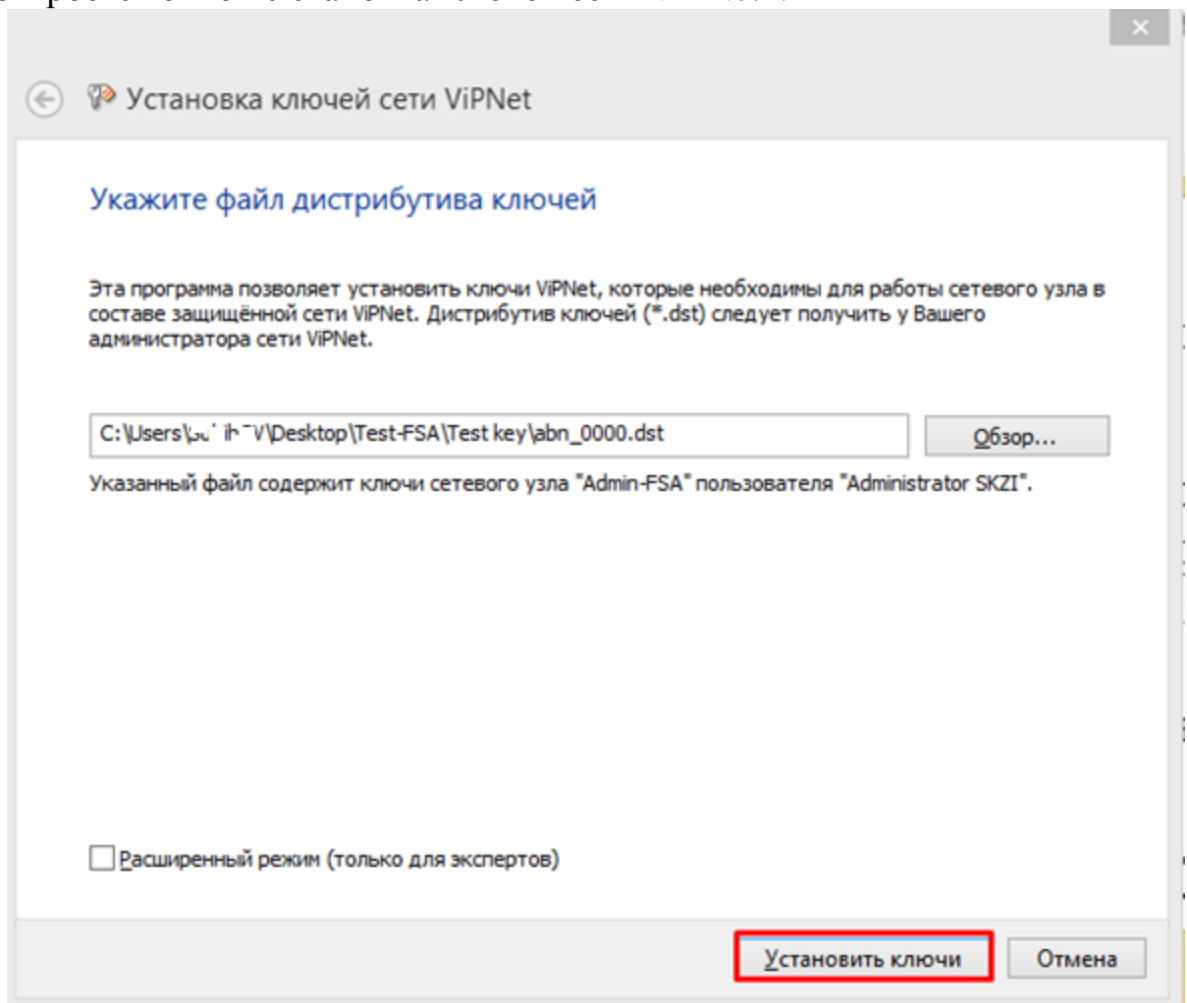 Установка ключей сети ViPNet
Укажите файл дистрибутива ключей
Эта программа позволяет установить ключи ViPNet, которые необходимы для работы сетевого узла в
составе защищённой сети ViPNet. Дистрибутив ключей (*.dst) следует получить у Вашего
администратора сети ViPNet.
C:\Users\ \Desktop\Test-FSA\Test key\abn_0000.dst
Обзор...
Указанный файл содержит ключи сетевого узла "Admin-FSA" пользователя "Administrator SKZI".
Расширенный режим (только для экспертов)
Установить ключи
Отмена